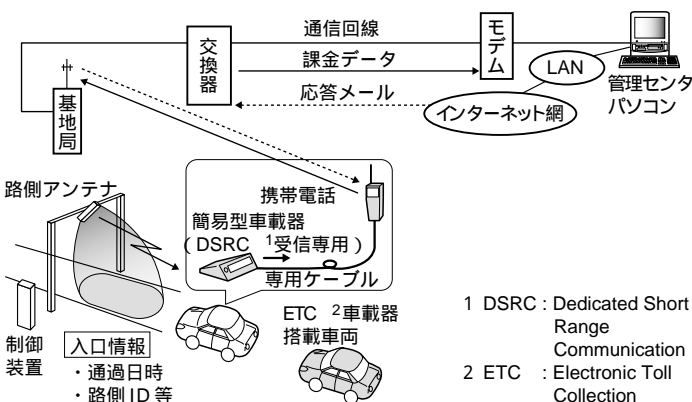 通信回線
課金データ
応答メール
交換器
モデム
LAN
インターネット網
管理センタ
パソコン
基地局
路側アンテナ
携帯電話
簡易型車載器
(DSRC 1受信専用)
専用ケーブル
ETC 2車載器
搭載車両
制御
装置
入口情報
・通過日時
・路側ID等
1 DSRC : Dedicated Short
Range
Communication
2 ETC : Electronic Toll
Collection